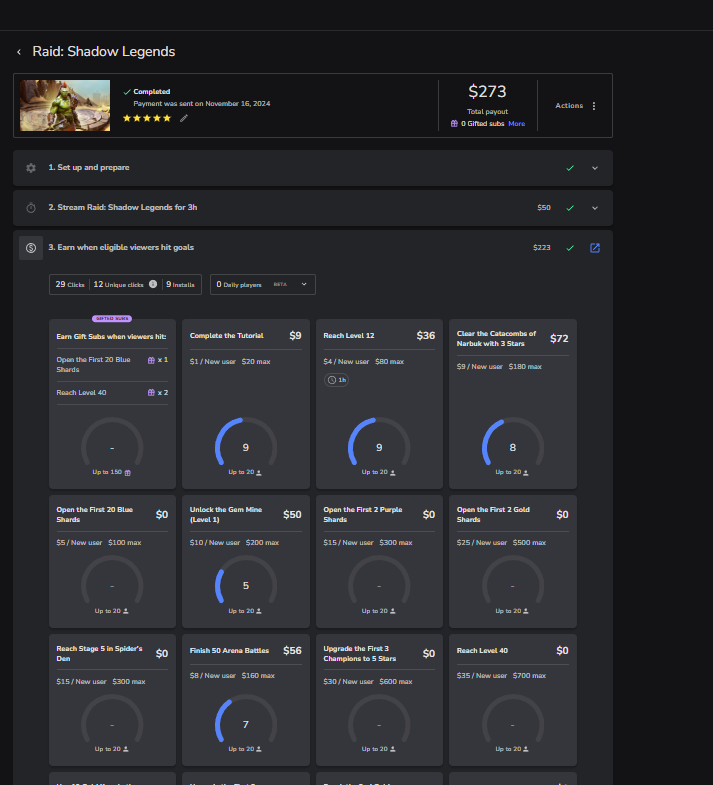 Raid: Shadow Legends
Completed
Payment was sent on November 16, 2024
$273
Total payout
0 Gifted subs More
Actions
1. Set up and prepare
2. Stream Raid: Shadow Legends for 3h
$50
3. Earn when eligible viewers hit goals
$223
29 Clicks 12 Unique clicks 9 Installs
0 Daily players BETA
GIFTED SUBS
Earn Gift Subs when viewers hit:
Open the First 20 Blue
Shards
x 1
Reach Level 40
x 2
-
Up to 150
Complete the Tutorial
$9
$1 / New user $20 max
9
Up to 20
Reach Level 12
$36
$4 / New user $80 max
1h
9
Up to 20
Clear the Catacombs of
Narbuk with 3 Stars
$72
$9 / New user $180 max
8
Up to 20
Open the First 20 Blue
Shards
$0
$5 / New user $100 max
-
Up to 20
Unlock the Gem Mine
(Level 1)
$50
$10 / New user $200 max
5
Up to 20
Open the First 2 Purple
Shards
$0
$15 / New user $300 max
-
Up to 20
Open the First 2 Gold
Shards
$0
$25 / New user $500 max
-
Up to 20
Reach Stage 5 in Spider's
Den
$0
$15 / New user $300 max
-
Up to 20
Finish 50 Arena Battles
$56
$8 / New user $160 max
7
Up to 20
Upgrade the First 3
Champions to 5 Stars
$0
$30 / New user $600 max
-
Up to 20
Reach Level 40
$0
$35 / New user $700 max
-
Up to 20